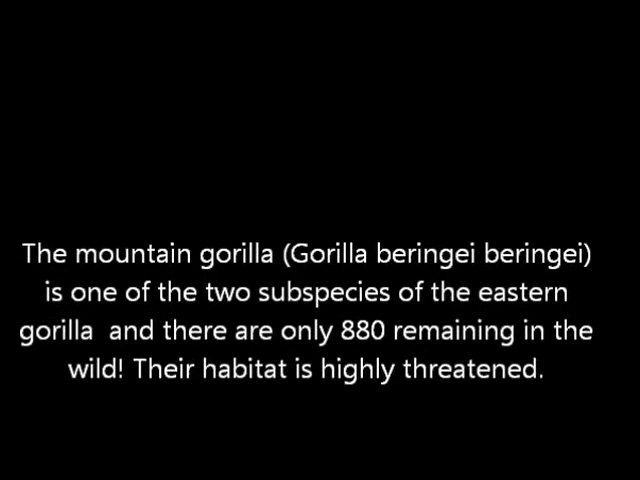 The mountain gorilla (Gorilla beringei beringei)
is one of the two subspecies of the eastern
gorilla  and there are only 880 remaining in the
wild! Their habitat is highly threatened.